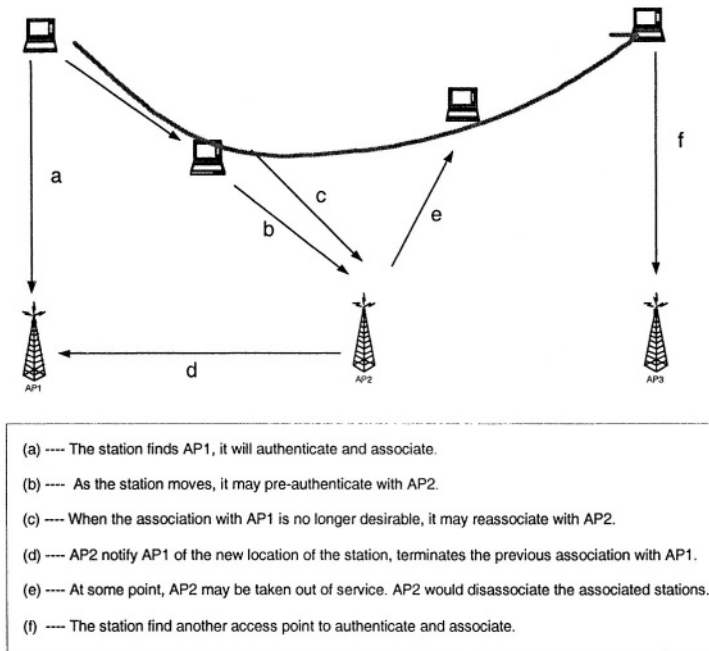 a
c
f
b
e
d
AP1
AP2
AP3
(a) ---- The station finds AP1, it will authenticate and associate.
(b) ---- As the station moves, it may pre-authenticate with AP2.
(c) ---- When the association with AP1 is no longer desirable, it may reassociate with AP2.
(d) ---- AP2 notify AP1 of the new location of the station, terminates the previous association with AP1.
(e) ---- At some point, AP2 may be taken out of service. AP2 would disassociate the associated stations.
(f) ---- The station find another access point to authenticate and associate.